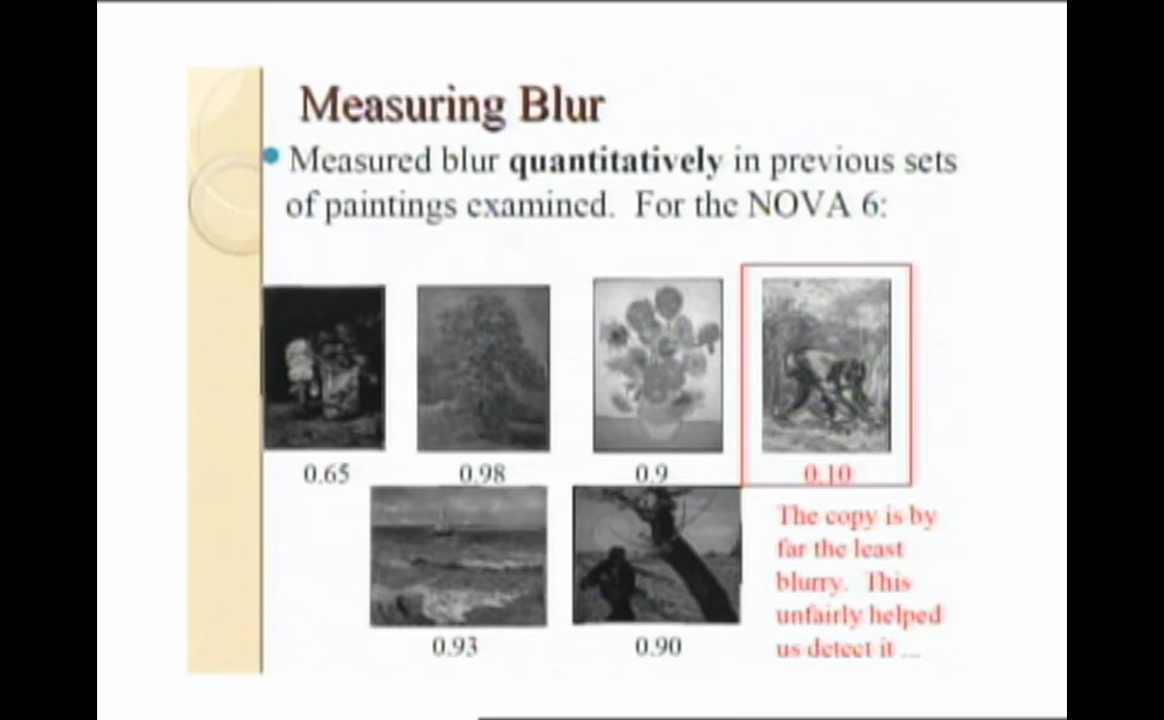 Measuring Blur
Measured blur quantitatively in previous sets
of paintings examined. For the NOVA 6:
0.65 0.98 0.9 0.10
The copy is by
far the least
blurry. This
unfairly helped
us detect it ...
0.93 0.90